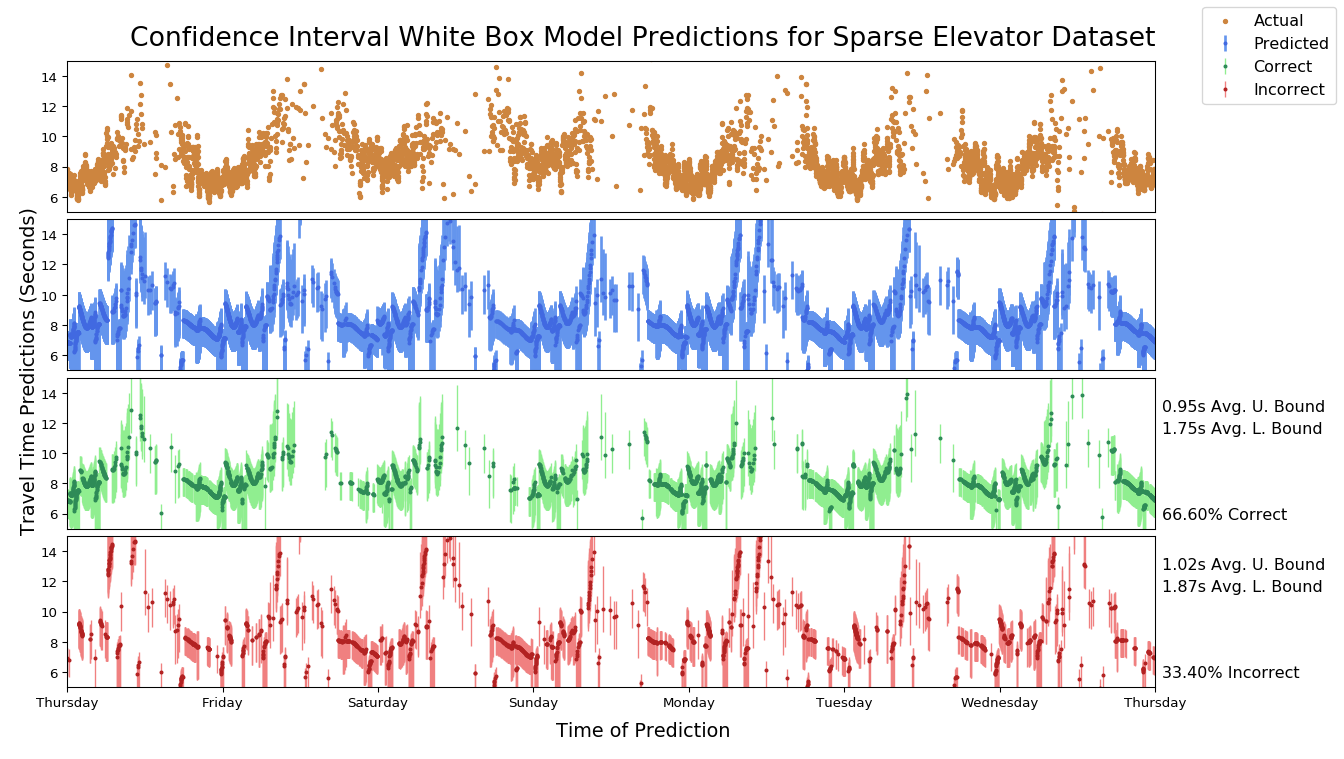 Confidence Interval White Box Model Predictions for Sparse Elevator Dataset
Actual
Predicted
Correct
Incorrect
Travel Time Predictions (Seconds)
14
12
10
8
6
14
12
10
8
6
14
12
10
8
6
0.95s Avg. U. Bound
1.75s Avg. L. Bound
66.60% Correct
14
12
10
8
6
1.02s Avg. U. Bound
1.87s Avg. L. Bound
33.40% Incorrect
Thursday Friday Saturday Sunday Monday Tuesday Wednesday Thursday
Time of Prediction